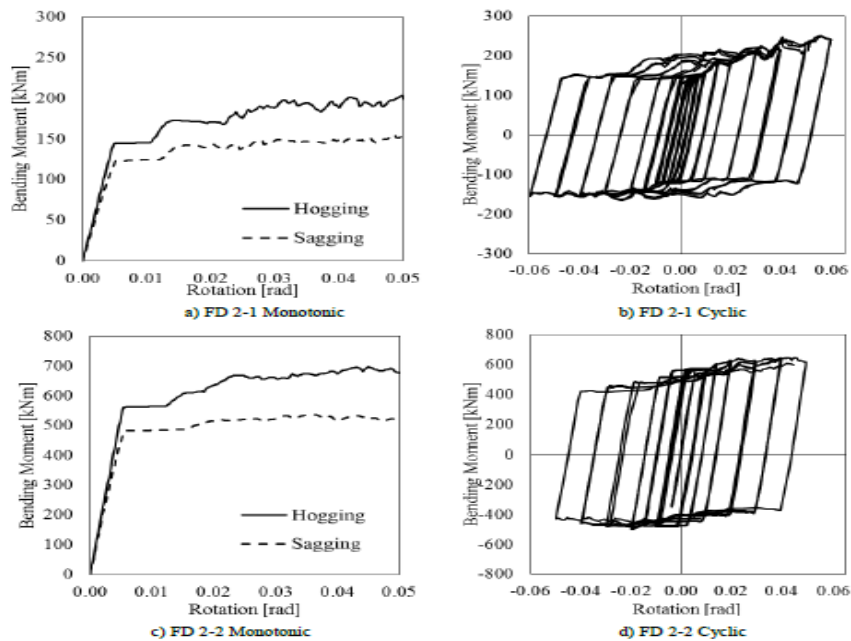 300
250
200
150
100
50
0
Bending Moment [kNm]
Hogging
Sagging
0.00 0.01 0.02 0.03 0.04 0.05
Rotation [rad]
a) FD 2-1 Monotonic
300
200
100
0
-100
-200
-300
Bending Moment [kNm]
-0.06 -0.04 -0.02 0.00 0.02 0.04 0.06
Rotation [rad]
b) FD 2-1 Cyclic
800
700
600
500
400
300
200
100
0
Bending Moment [kNm]
Hogging
Sagging
0.00 0.01 0.02 0.03 0.04 0.05
Rotation [rad]
c) FD 2-2 Monotonic
800
600
400
200
0
-200
-400
-600
-800
Bending Moment [kNm]
-0.06 -0.04 -0.02 0.00 0.02 0.04 0.06
Rotation [rad]
d) FD 2-2 Cyclic